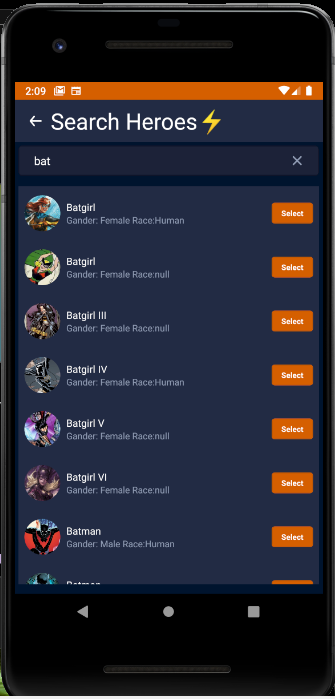 2:09
Search Heroes⚡
bat
Batgirl
Gander: Female Race:Human
Select
Batgirl
Gander: Female Race:null
Select
Batgirl III
Gander: Female Race:null
Select
Batgirl IV
Gander: Female Race:Human
Select
Batgirl V
Gander: Female Race:null
Select
Batgirl VI
Gander: Female Race:null
Select
Batman
Gander: Male Race:Human
Select
Batman